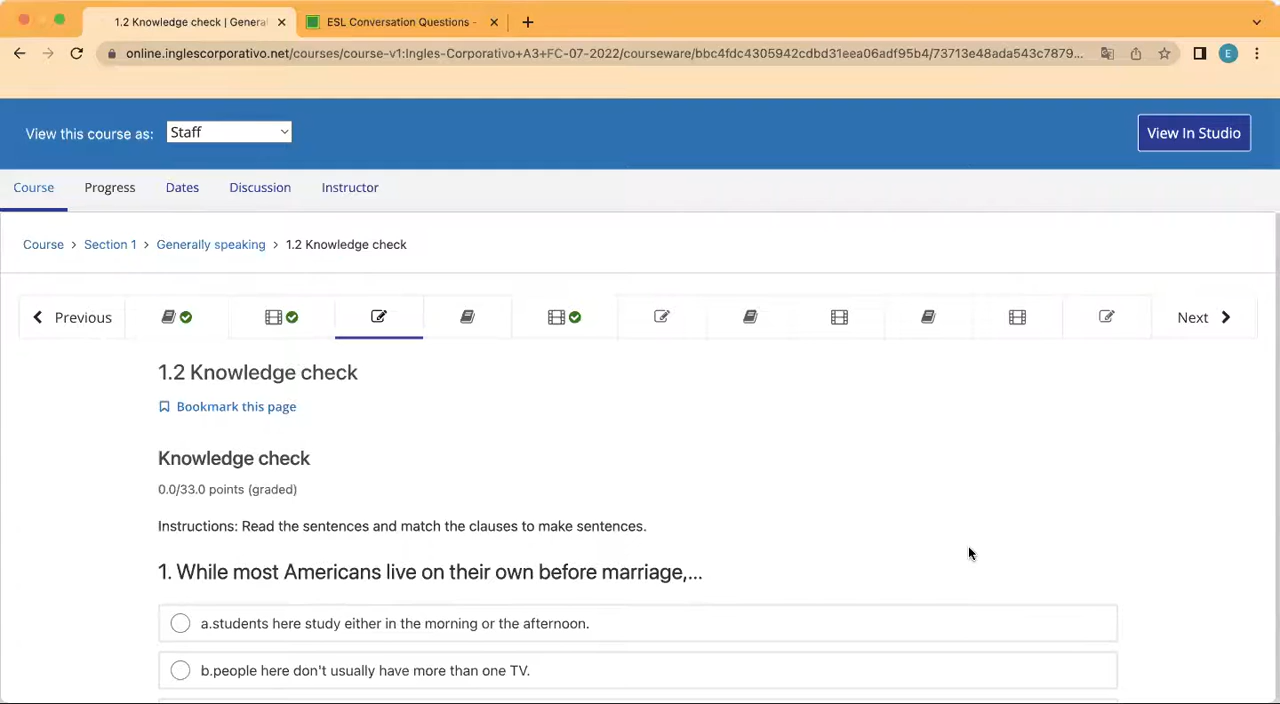 1.2 Knowledge check | General
ESL Conversation Questions -
online.inglescorporativo.net/courses/course-v1:Ingles-Corporativo+A3+FC-07-2022/courseware/bbc4fdc4305942cdbd31eea06adf95b4/73713e48ada543c7879...
E
View this course as:
Staff
View In Studio
Course
Progress
Dates
Discussion
Instructor
Course > Section 1 > Generally speaking > 1.2 Knowledge check
Previous
Next
1.2 Knowledge check
Bookmark this page
Knowledge check
0.0/33.0 points (graded)
Instructions: Read the sentences and match the clauses to make sentences.
1. While most Americans live on their own before marriage,...
a.students here study either in the morning or the afternoon.
b.people here don't usually have more than one TV.